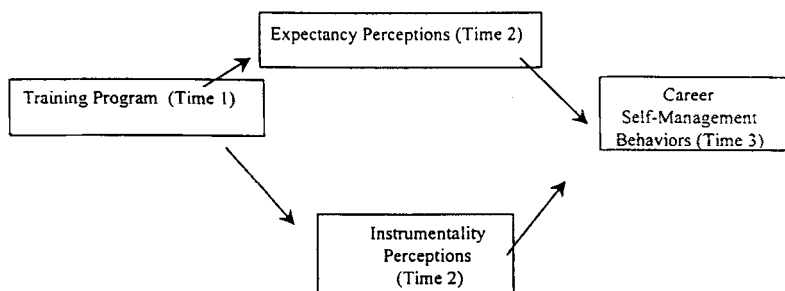 Expectancy Perceptions (Time 2)
Training Program (Time 1)
Career
Self-Management
Behaviors (Time 3)
Instrumentality
Perceptions
(Time 2)